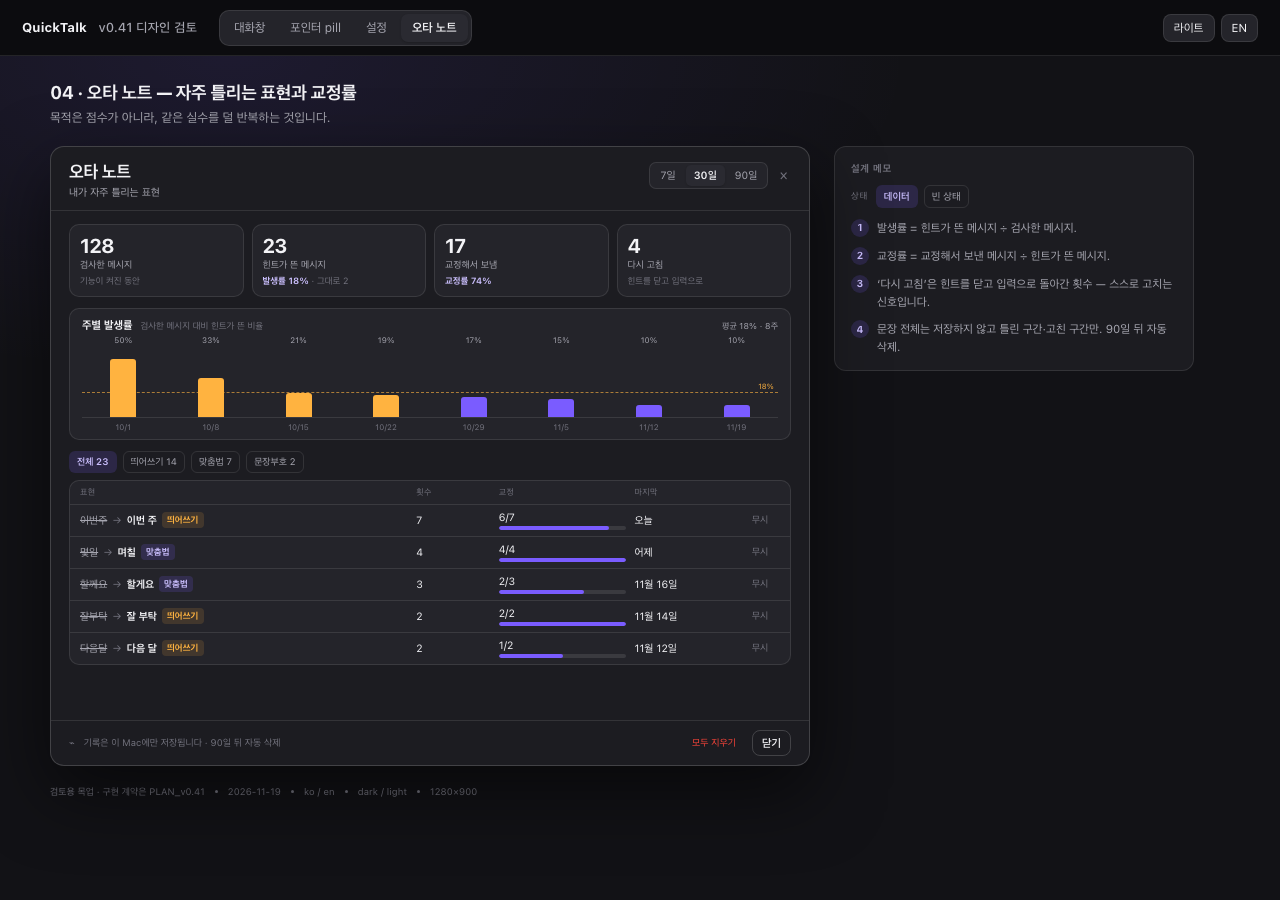 QuickTalk v0.41 디자인 검토 대화창 포인터 pill 설정 오타 노트 라이트 EN
04 · 오타 노트 — 자주 틀리는 표현과 교정률
목적은 점수가 아니라, 같은 실수를 덜 반복하는 것입니다.
오타 노트
내가 자주 틀리는 표현
7일 30일 90일 ×
128
검사한 메시지
기능이 켜진 동안
23
힌트가 뜬 메시지
발생률 18% · 그대로 2
17
교정해서 보냄
교정률 74%
4
다시 고침
힌트를 닫고 입력으로
주별 발생률 검사한 메시지 대비 힌트가 뜬 비율 평균 18% · 8주
50% 33% 21% 19% 17% 15% 10% 10%
18%
10/1 10/8 10/15 10/22 10/29 11/5 11/12 11/19
전체 23 띄어쓰기 14 맞춤법 7 문장부호 2
표현 횟수 교정 마지막
이번주 → 이번 주 띄어쓰기 7 6/7 오늘 무시
몇일 → 며칠 맞춤법 4 4/4 어제 무시
할께요 → 할게요 맞춤법 3 2/3 11월 16일 무시
잘부탁 → 잘 부탁 띄어쓰기 2 2/2 11월 14일 무시
다음달 → 다음 달 띄어쓰기 2 1/2 11월 12일 무시
기록은 이 Mac에만 저장됩니다 · 90일 뒤 자동 삭제 모두 지우기 닫기
설계 메모
상태 데이터 빈 상태
1 발생률 = 힌트가 뜬 메시지 ÷ 검사한 메시지.
2 교정률 = 교정해서 보낸 메시지 ÷ 힌트가 뜬 메시지.
3 ‘다시 고침’은 힌트를 닫고 입력으로 돌아간 횟수 — 스스로 고치는
신호입니다.
4 문장 전체는 저장하지 않고 틀린 구간·고친 구간만. 90일 뒤 자동
삭제.
검토용 목업 · 구현 계약은 PLAN_v0.41 • 2026-11-19 • ko / en • dark / light • 1280×900